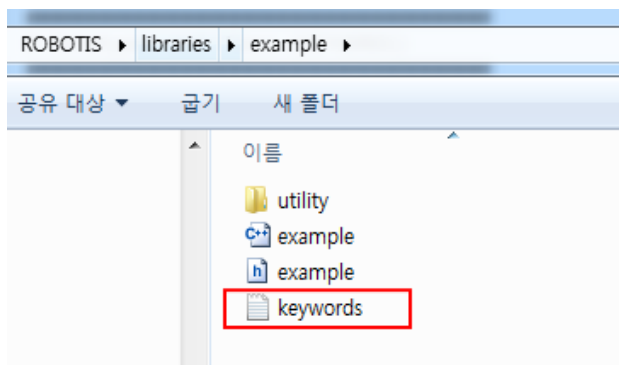 ROBOTIS ▸ libraries ▸ example ▸
공유 대상 ▼ 굽기 새 폴더
이름
utility
C++ example
h example
keywords